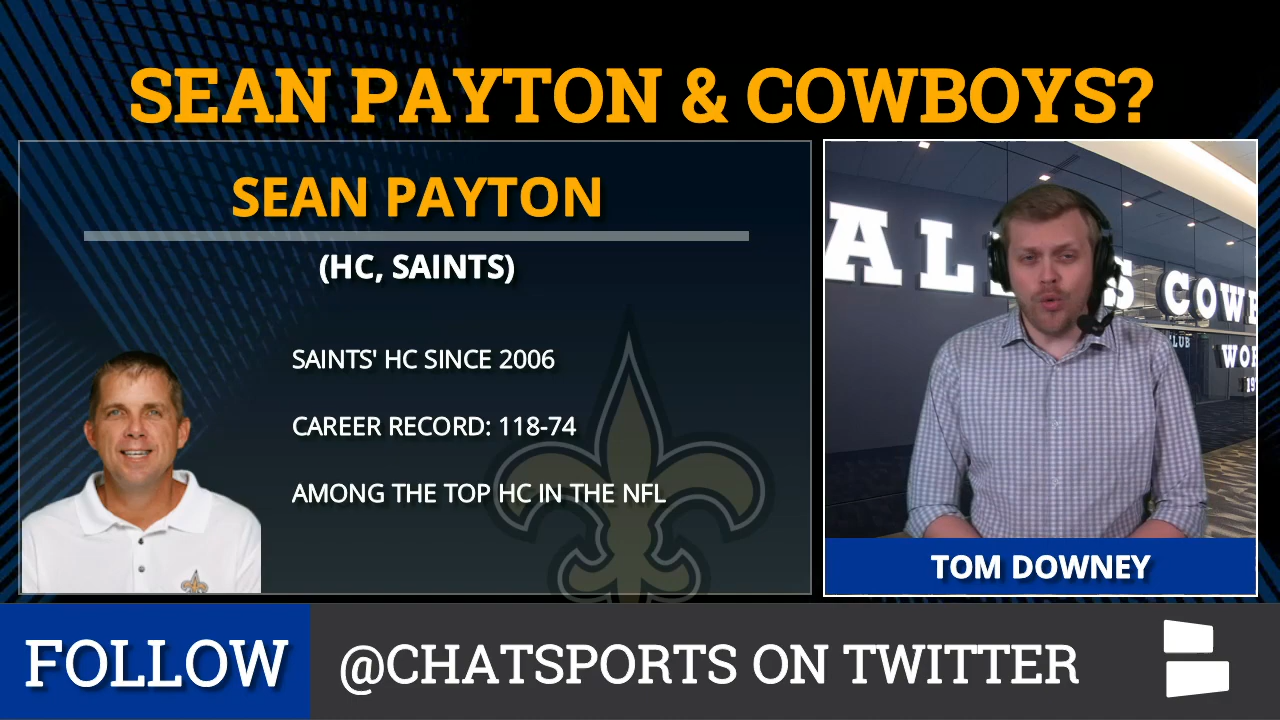 SEAN PAYTON & COWBOYS?
SEAN PAYTON
(HC, SAINTS)
SAINTS' HC SINCE 2006
CAREER RECORD: 118-74
AMONG THE TOP HC IN THE NFL
TOM DOWNEY
FOLLOW
@CHATSPORTS ON TWITTER